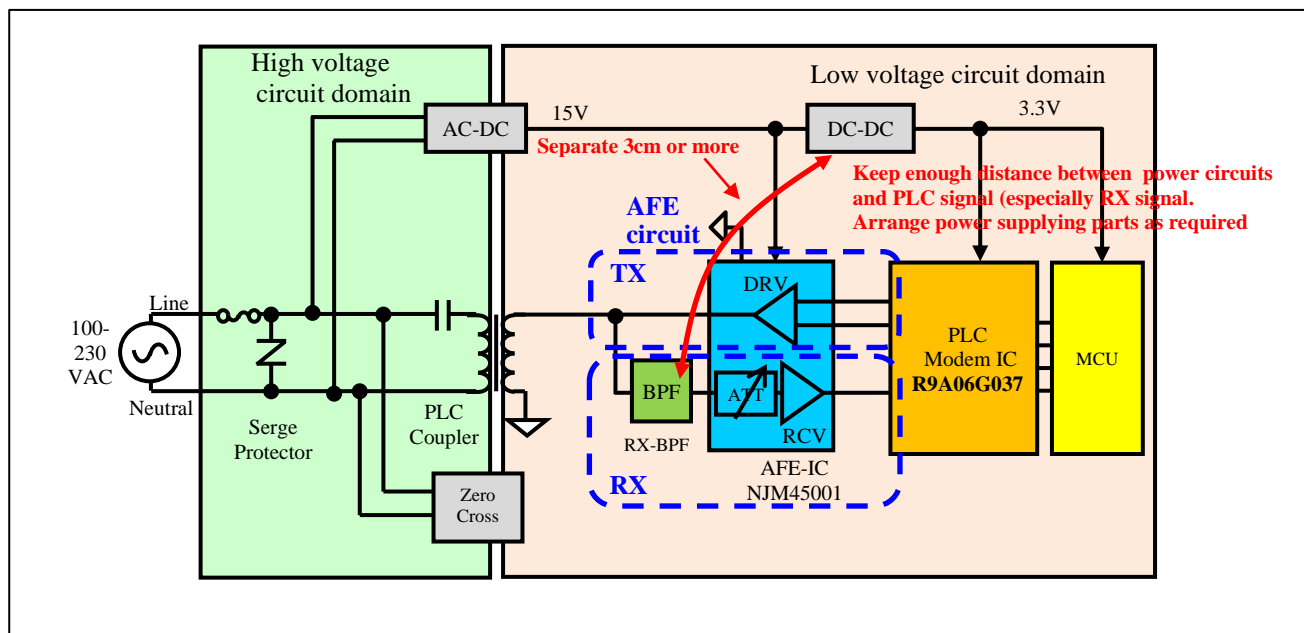 High voltage
circuit domain
Low voltage circuit domain
AC-DC
15V
DC-DC
3.3V
Separate 3cm or more
Keep enough distance between power circuits
and PLC signal (especially RX signal.
Arrange power supplying parts as required
AFE
circuit
TX
DRV
Line
100-
230
VAC
Neutral
Serge
Protector
PLC
Coupler
BPF
RX-BPF
ATT
RCV
PLC
Modem IC
R9A06G037
MCU
RX
AFE-IC
NJM45001
Zero
Cross